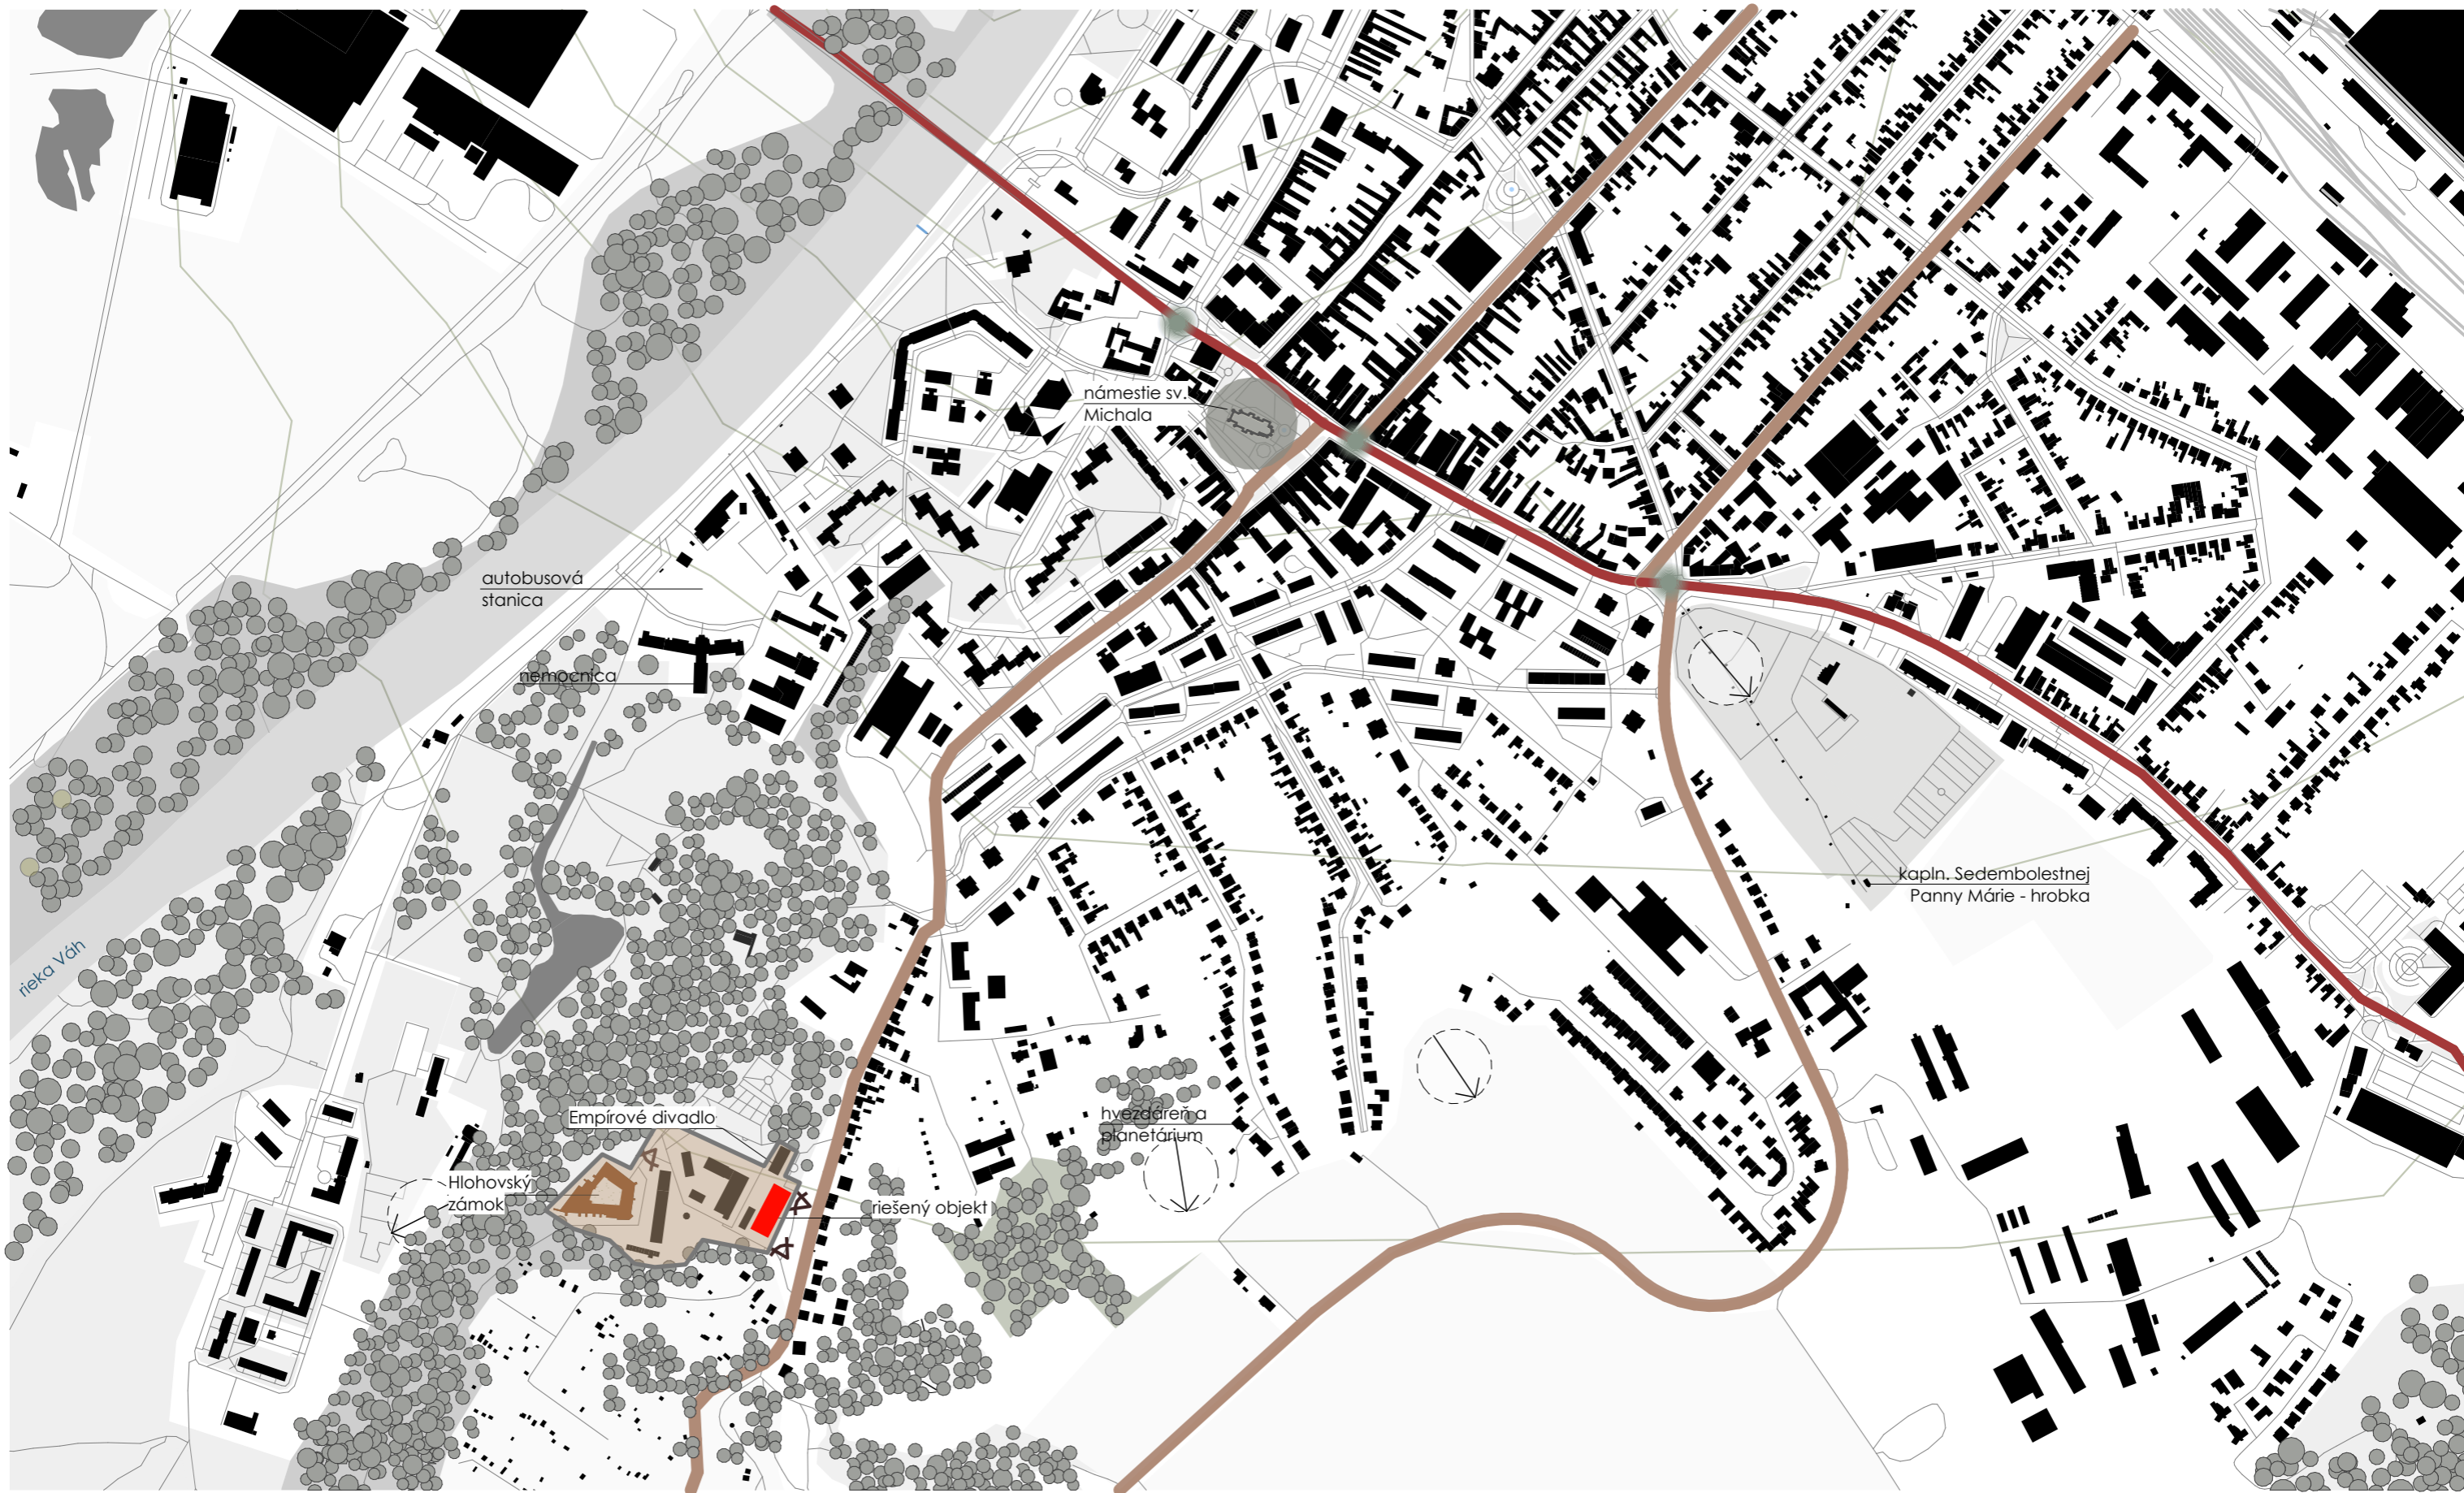 námestie sv.
Michala
autobusová
stanica
nemocnica
kapln. Sedembolestnej
Panny Márie - hrobka
rieka Váh
Empírové divadlo
hvezdáreň a
planetárium
Hlohovský
zámok
riešený objekt